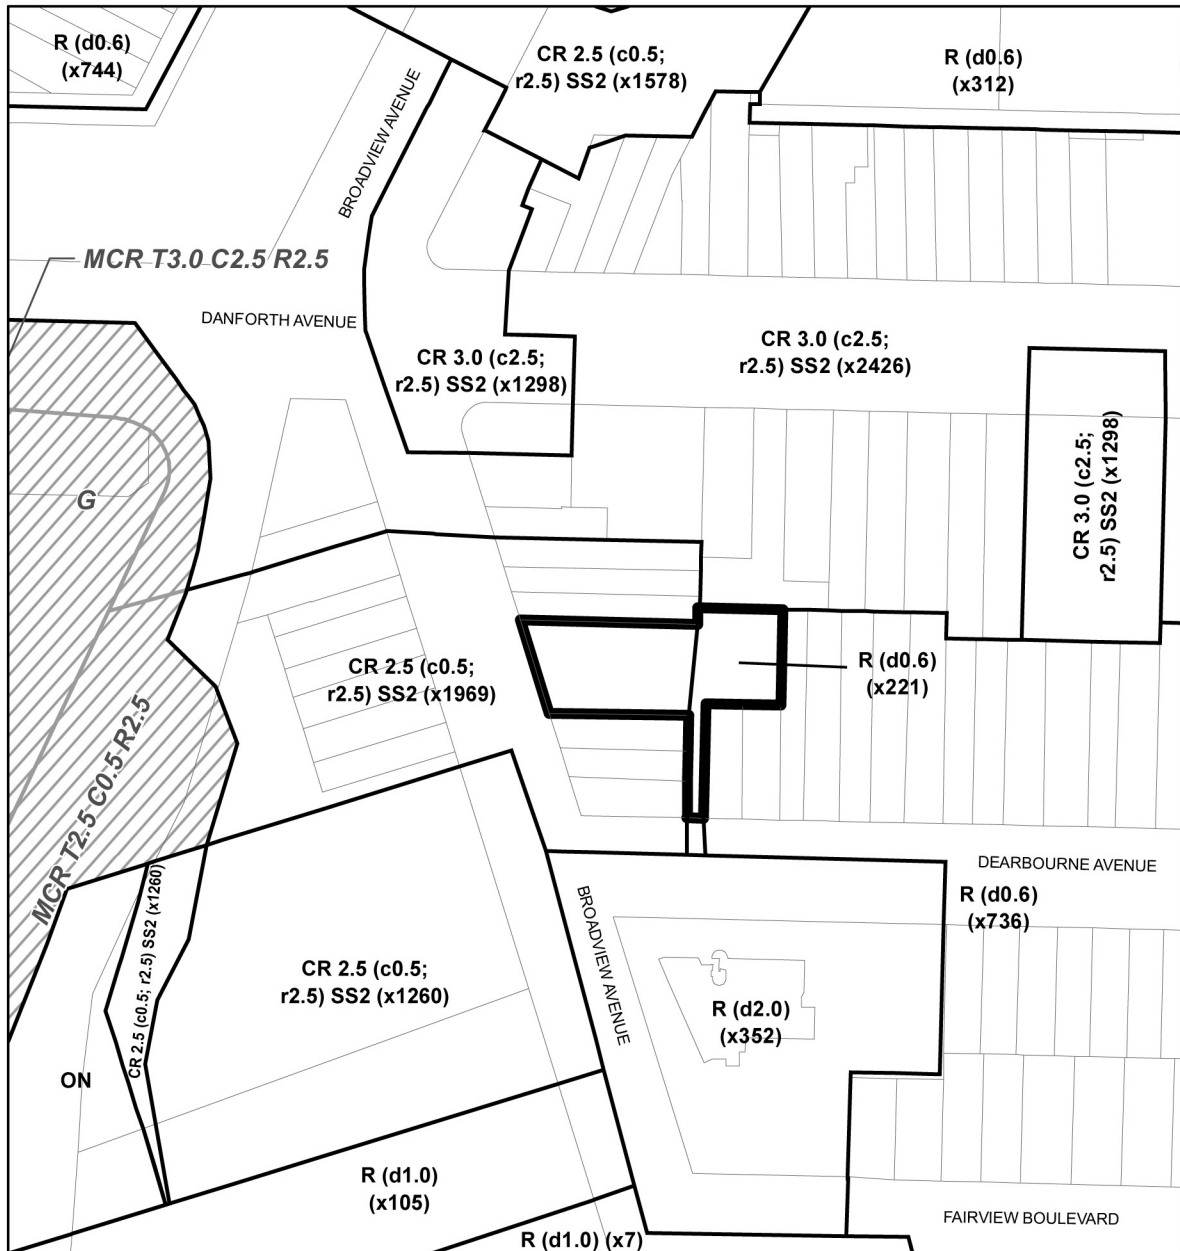 R (d0.6)
(x744)
BROADVIEW AVENUE
CR 2.5 (c0.5;
r2.5) SS2 (x1578)
R (d0.6)
(x312)
MCR T3.0 C2.5 R2.5
DANFORTH AVENUE
CR 3.0 (c2.5;
r2.5) SS2 (x1298)
CR 3.0 (c2.5;
r2.5) SS2 (x2426)
CR 3.0 (c2.5;
r2.5) SS2 (x1298)
G
CR 2.5 (c0.5;
r2.5) SS2 (x1969)
R (d0.6)
(x221)
MCR T2.5 C0.5 R2.5
DEARBOURNE AVENUE
R (d0.6)
(x736)
CR 2.5 (c0.5; r2.5) SS2 (x1260)
CR 2.5 (c0.5;
r2.5) SS2 (x1260)
BROADVIEW AVENUE
R (d2.0)
(x352)
ON
R (d1.0)
(x105)
FAIRVIEW BOULEVARD
R (d1.0) (x7)